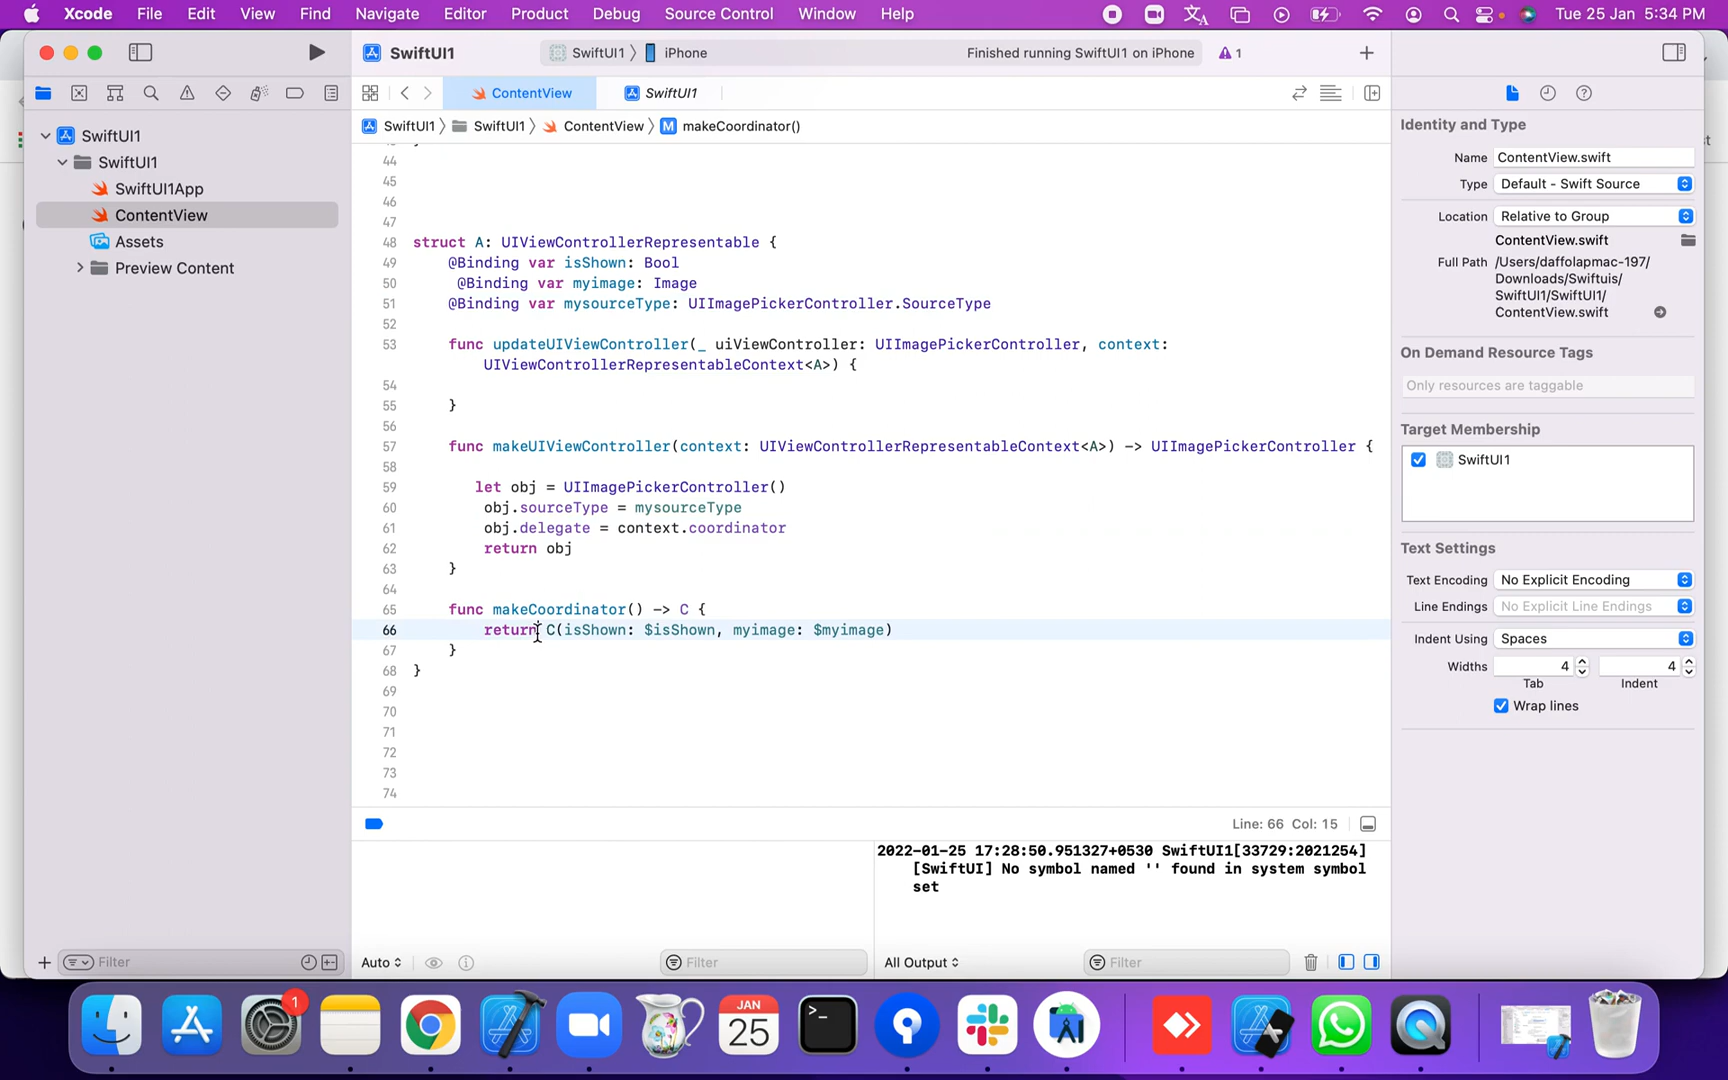 Xcode File Edit View Find Navigate Editor Product Debug Source Control Window Help Tue 25 Jan 5:34 PM
SwiftUI1 SwiftUI1 iPhone Finished running SwiftUI1 on iPhone 1
ContentView SwiftUI1
SwiftUI1 SwiftUI1 ContentView M makeCoordinator()
SwiftUI1
SwiftUI1
SwiftUI1App
ContentView
Assets
Preview Content
Filter
44
45
46
47
48 struct A: UIViewControllerRepresentable {
49 @Binding var isShown: Bool
50 @Binding var myimage: Image
51 @Binding var mysourceType: UIImagePickerController.SourceType
52
53 func updateUIViewController(_ uiViewController: UIImagePickerController, context:
UIViewControllerRepresentableContext<A>) {
54
55 }
56
57 func makeUIViewController(context: UIViewControllerRepresentableContext<A>) -> UIImagePickerController {
58
59 let obj = UIImagePickerController()
60 obj.sourceType = mysourceType
61 obj.delegate = context.coordinator
62 return obj
63 }
64
65 func makeCoordinator() -> C {
66 return C(isShown: $isShown, myimage: $myimage)
67 }
68 }
69
70
71
72
73
74
Line: 66 Col: 15
2022-01-25 17:28:50.951327+0530 SwiftUI1[33729:2021254]
[SwiftUI] No symbol named '' found in system symbol
set
Auto Filter All Output Filter
Identity and Type
Name ContentView.swift
Type Default - Swift Source
Location Relative to Group
ContentView.swift
Full Path /Users/daffolapmac-197/
Downloads/Swiftuis/
SwiftUI1/SwiftUI1/
ContentView.swift
On Demand Resource Tags
Only resources are taggable
Target Membership
SwiftUI1
Text Settings
Text Encoding No Explicit Encoding
Line Endings No Explicit Line Endings
Indent Using Spaces
Widths 4 4
Tab Indent
Wrap lines
1
JAN
25